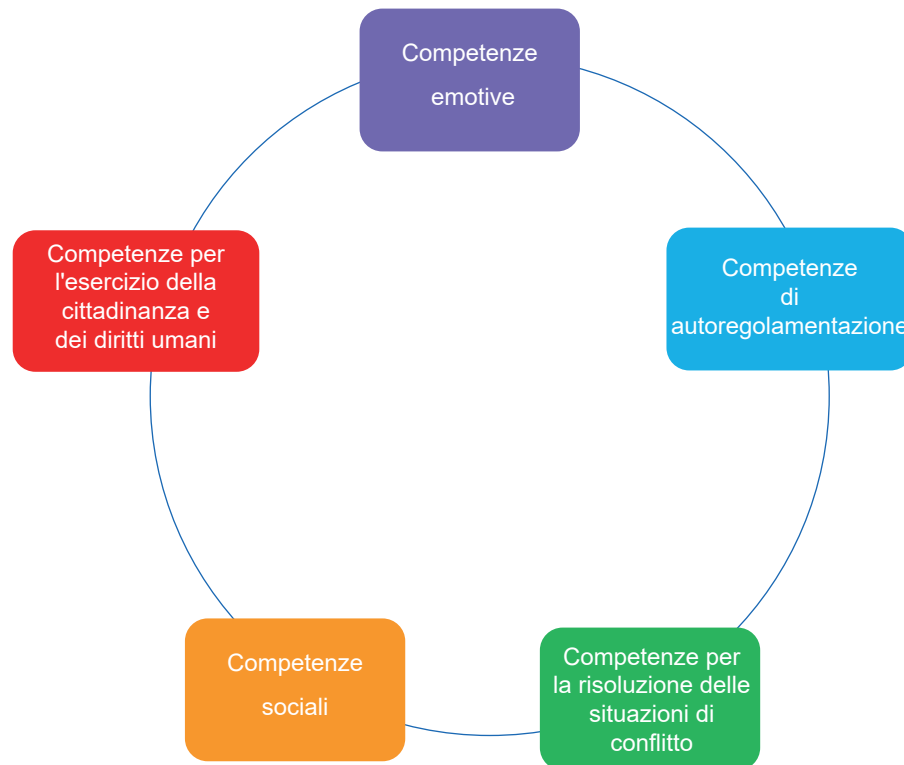 Competenze
emotive
Competenze per
l'esercizio della
cittadinanza e
dei diritti umani
Competenze
di
autoregolamentazione
Competenze
sociali
Competenze per
la risoluzione delle
situazioni di
conflitto